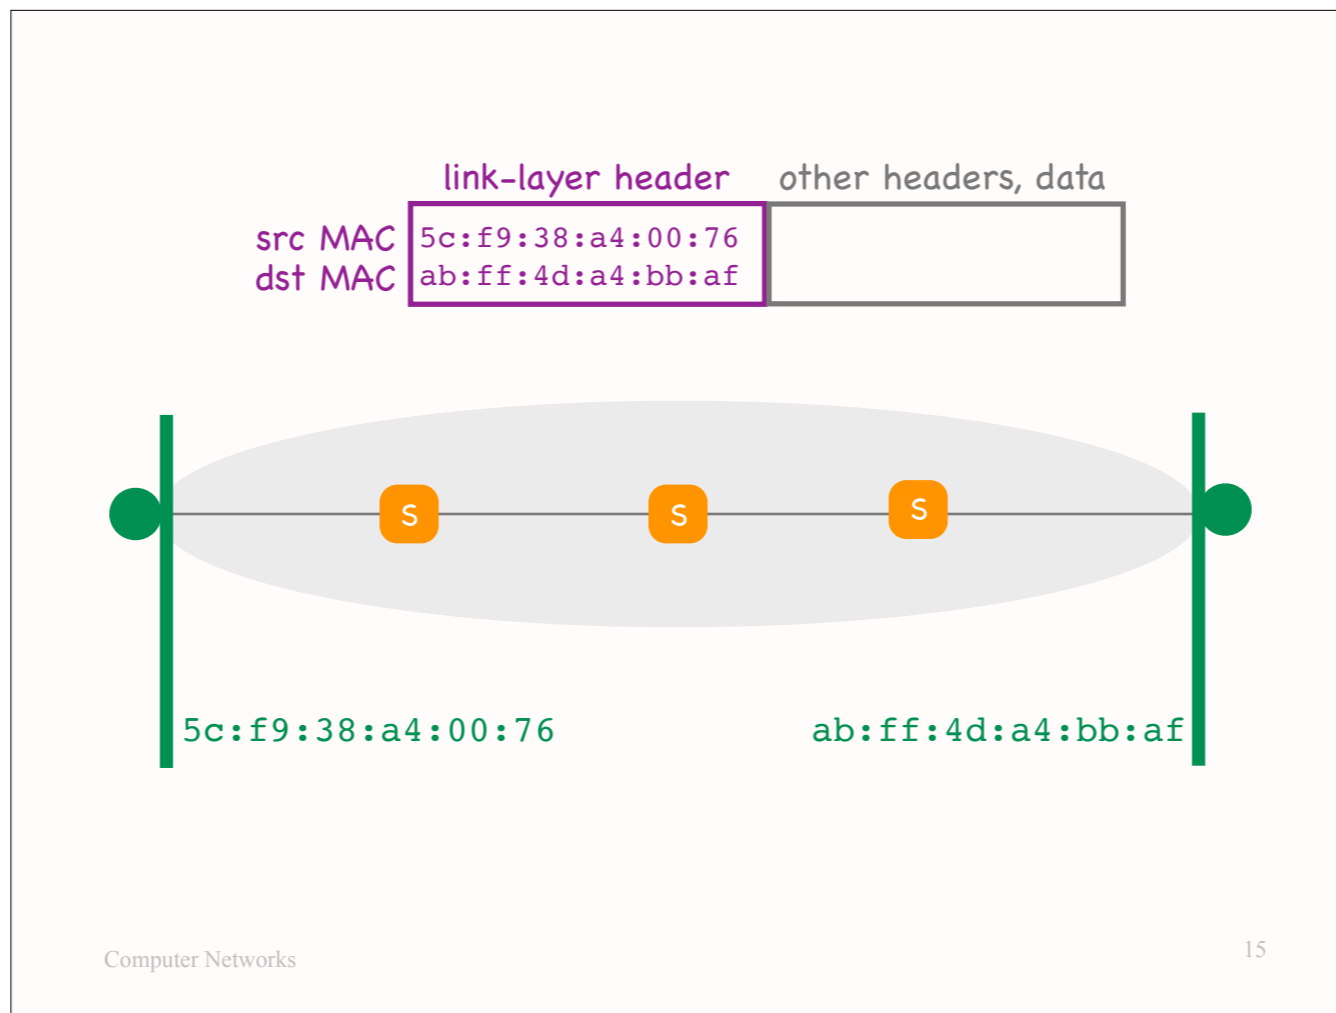 link-layer header other headers, data
src MAC 5c:f9:38:a4:00:76
dst MAC ab:ff:4d:a4:bb:af
S S S
5c:f9:38:a4:00:76 ab:ff:4d:a4:bb:af
Computer Networks 15